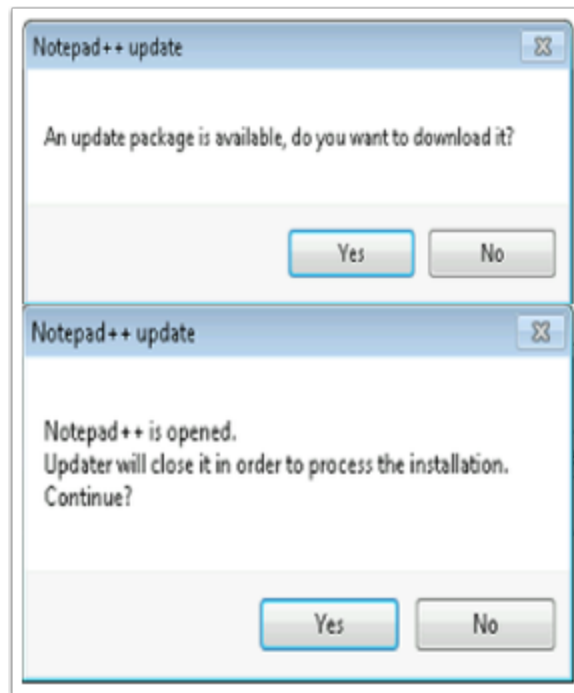 Notepad++ update
An update package is available, do you want to download it?
Yes No
Notepad++ update
Notepad++ is opened.
Updater will close it in order to process the installation.
Continue?
Yes No